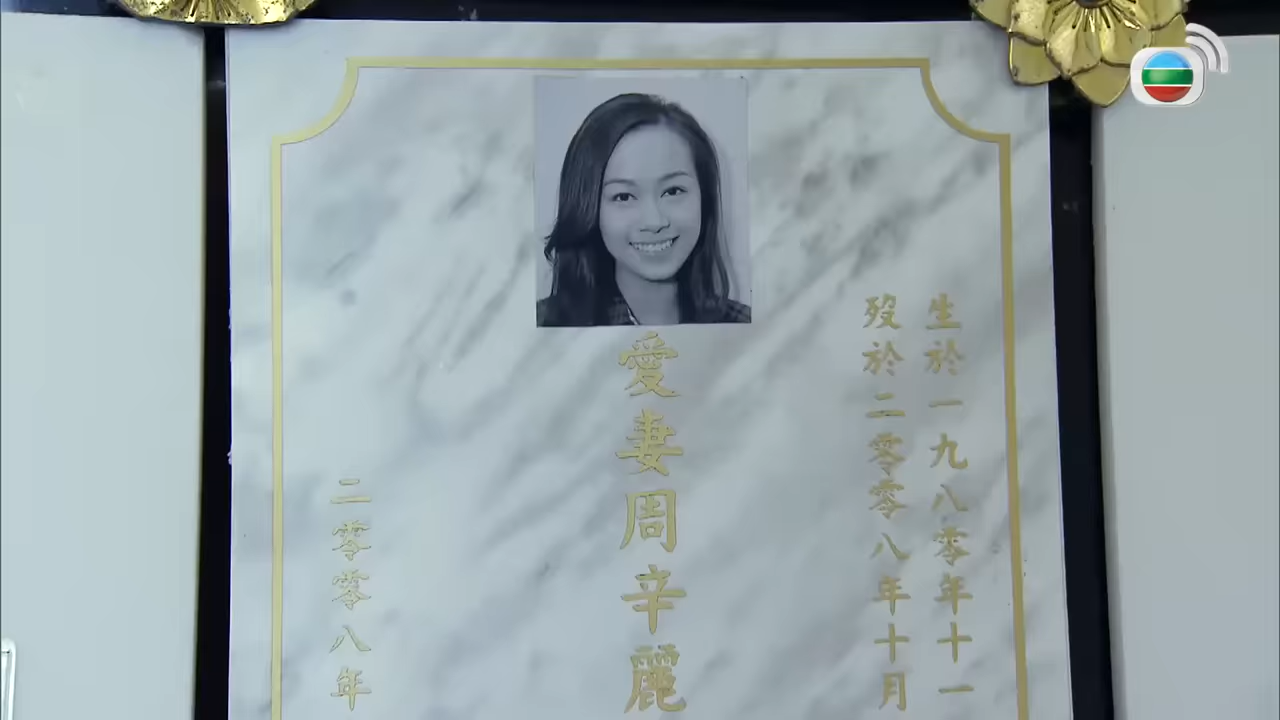 生於一九八零年十一
歿於二零零八年十月
愛妻周辛麗
二零零八年